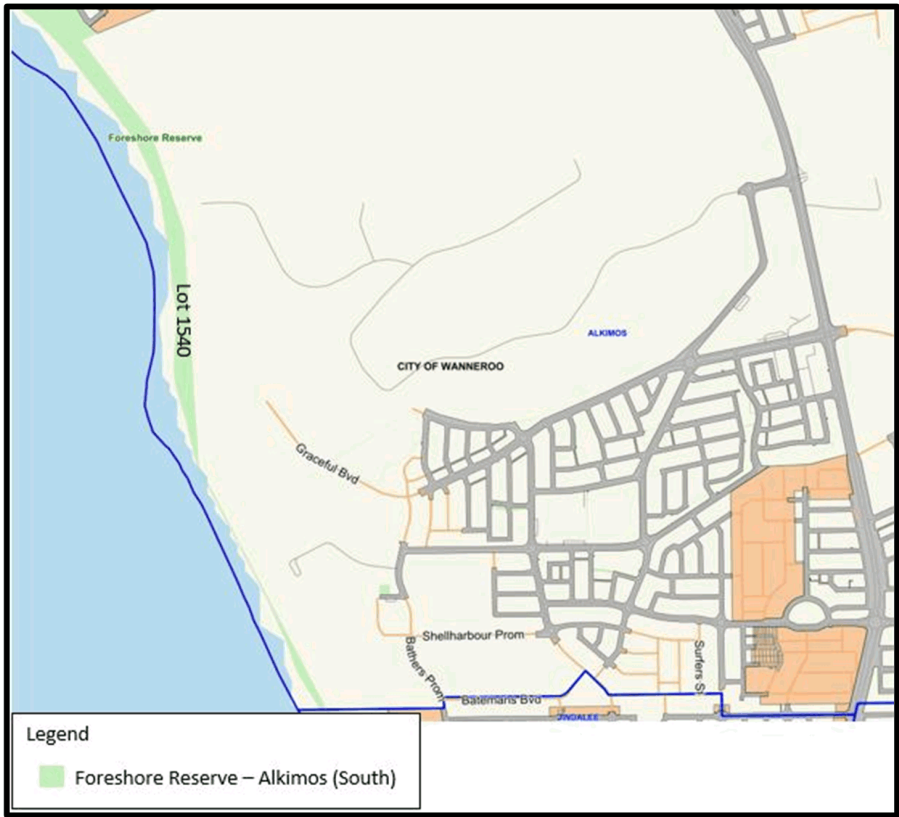 Foreshore Reserve
Lot 1540
ALKIMOS
CITY OF WANNEROO
Graceful Bvd
Shellharbour Prom
Bathers Prom
Surfers St
Batemans Bvd
JINDALEE
Legend
Foreshore Reserve – Alkimos (South)